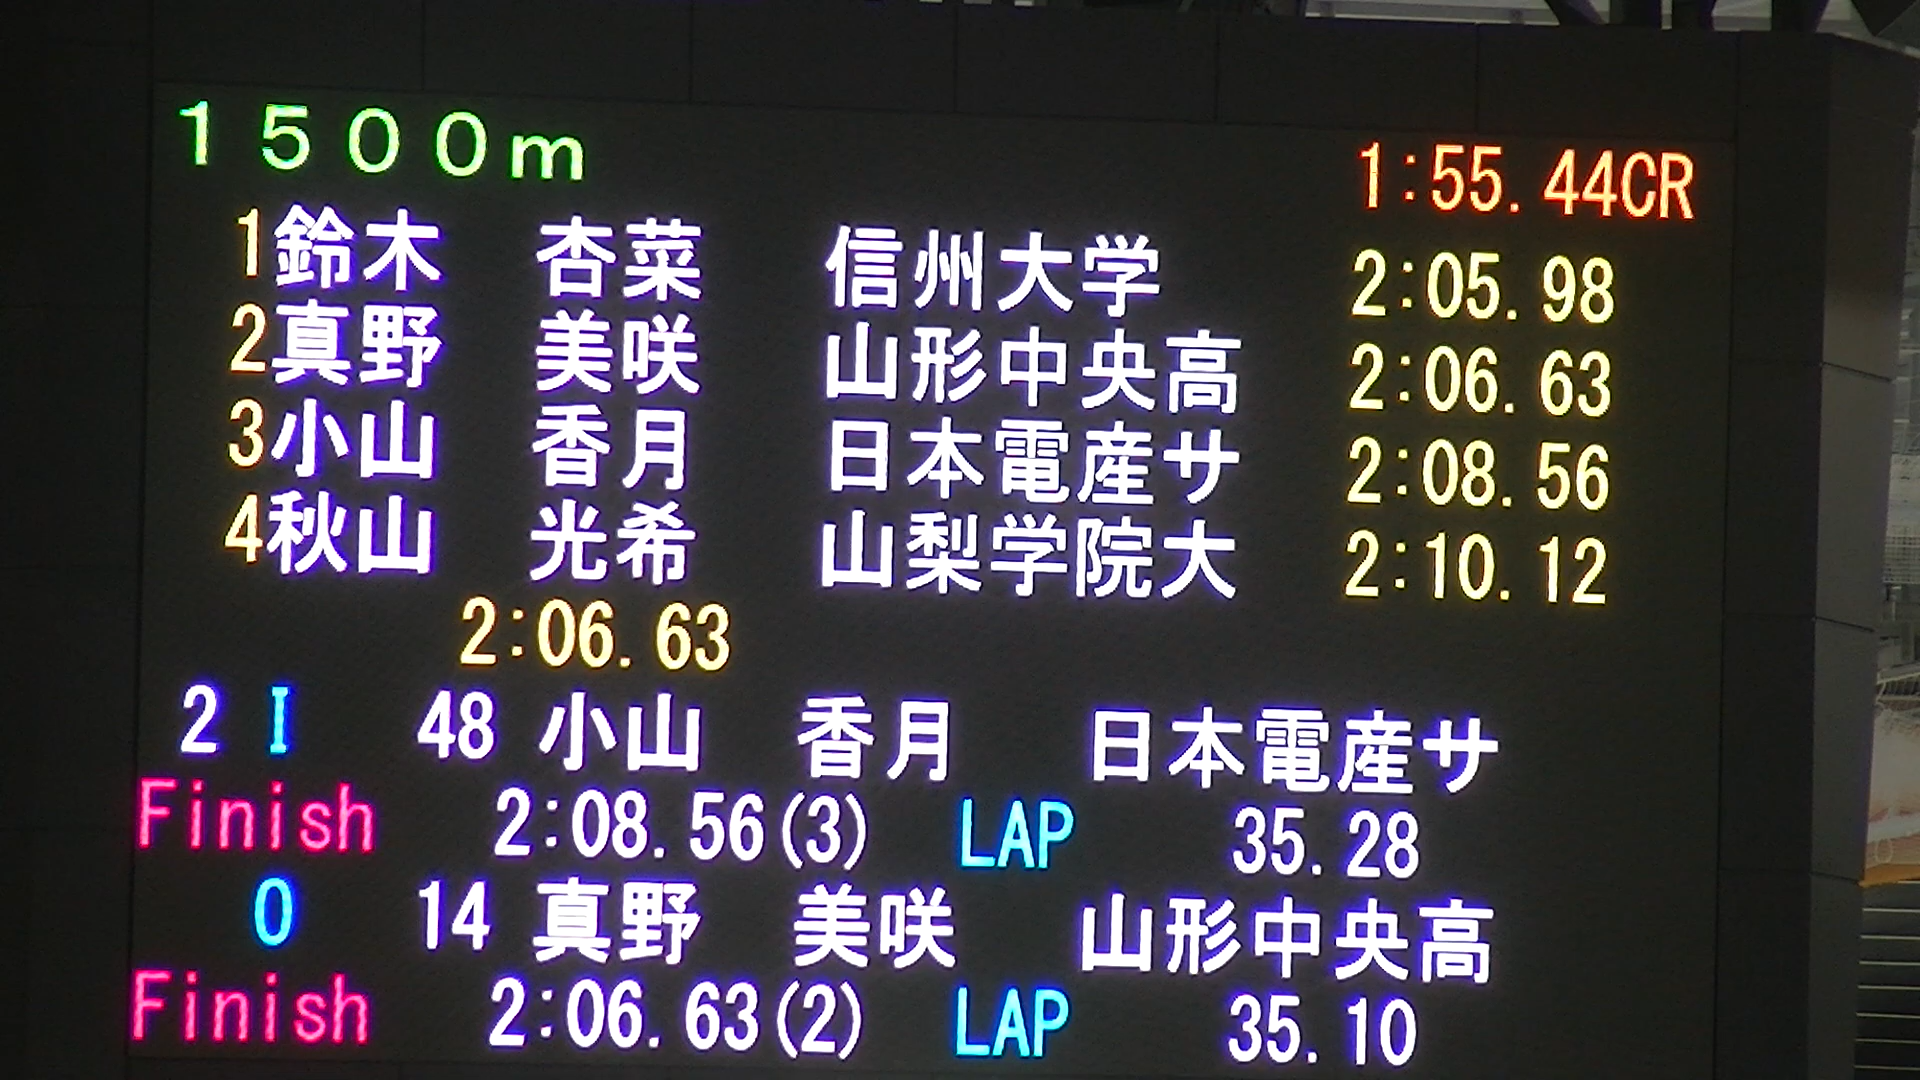 1500m 1:55.44CR
1鈴木 杏菜 信州大学 2:05.98
2真野 美咲 山形中央高 2:06.63
3小山 香月 日本電産サ 2:08.56
4秋山 光希 山梨学院大 2:10.12
2:06.63
2 I 48 小山 香月 日本電産サ
Finish 2:08.56(3) LAP 35.28
O 14 真野 美咲 山形中央高
Finish 2:06.63(2) LAP 35.10